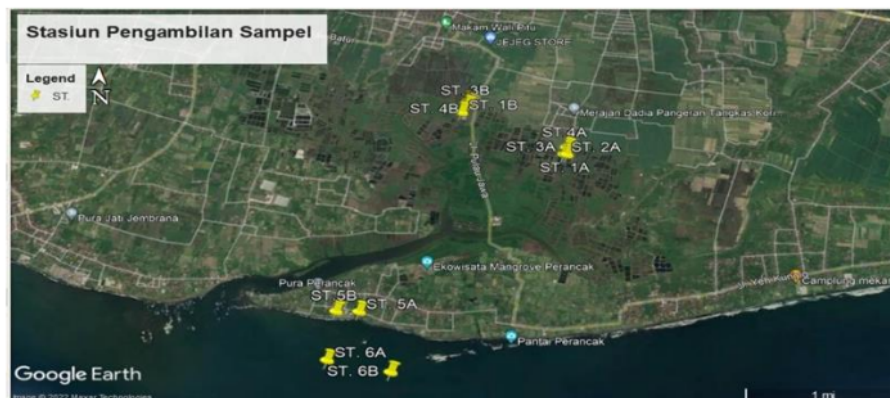 Stasiun Pengambilan Sampel
Legend
ST.
N
Makam Wali Pitu
JEJEG STORE
ST. 3B
ST. 1B
ST. 4B
Merajan Dadia Pangeran Tangkas Kori
ST. 4A
ST. 3A
ST. 2A
ST. 1A
Pura Jati Jembrana
Ekowisata Mangrove Perancak
Pura Perancak
ST 5B
ST. 5A
Camplung mekar
Pantai Perancak
ST. 6A
ST. 6B
Google Earth
1 mi